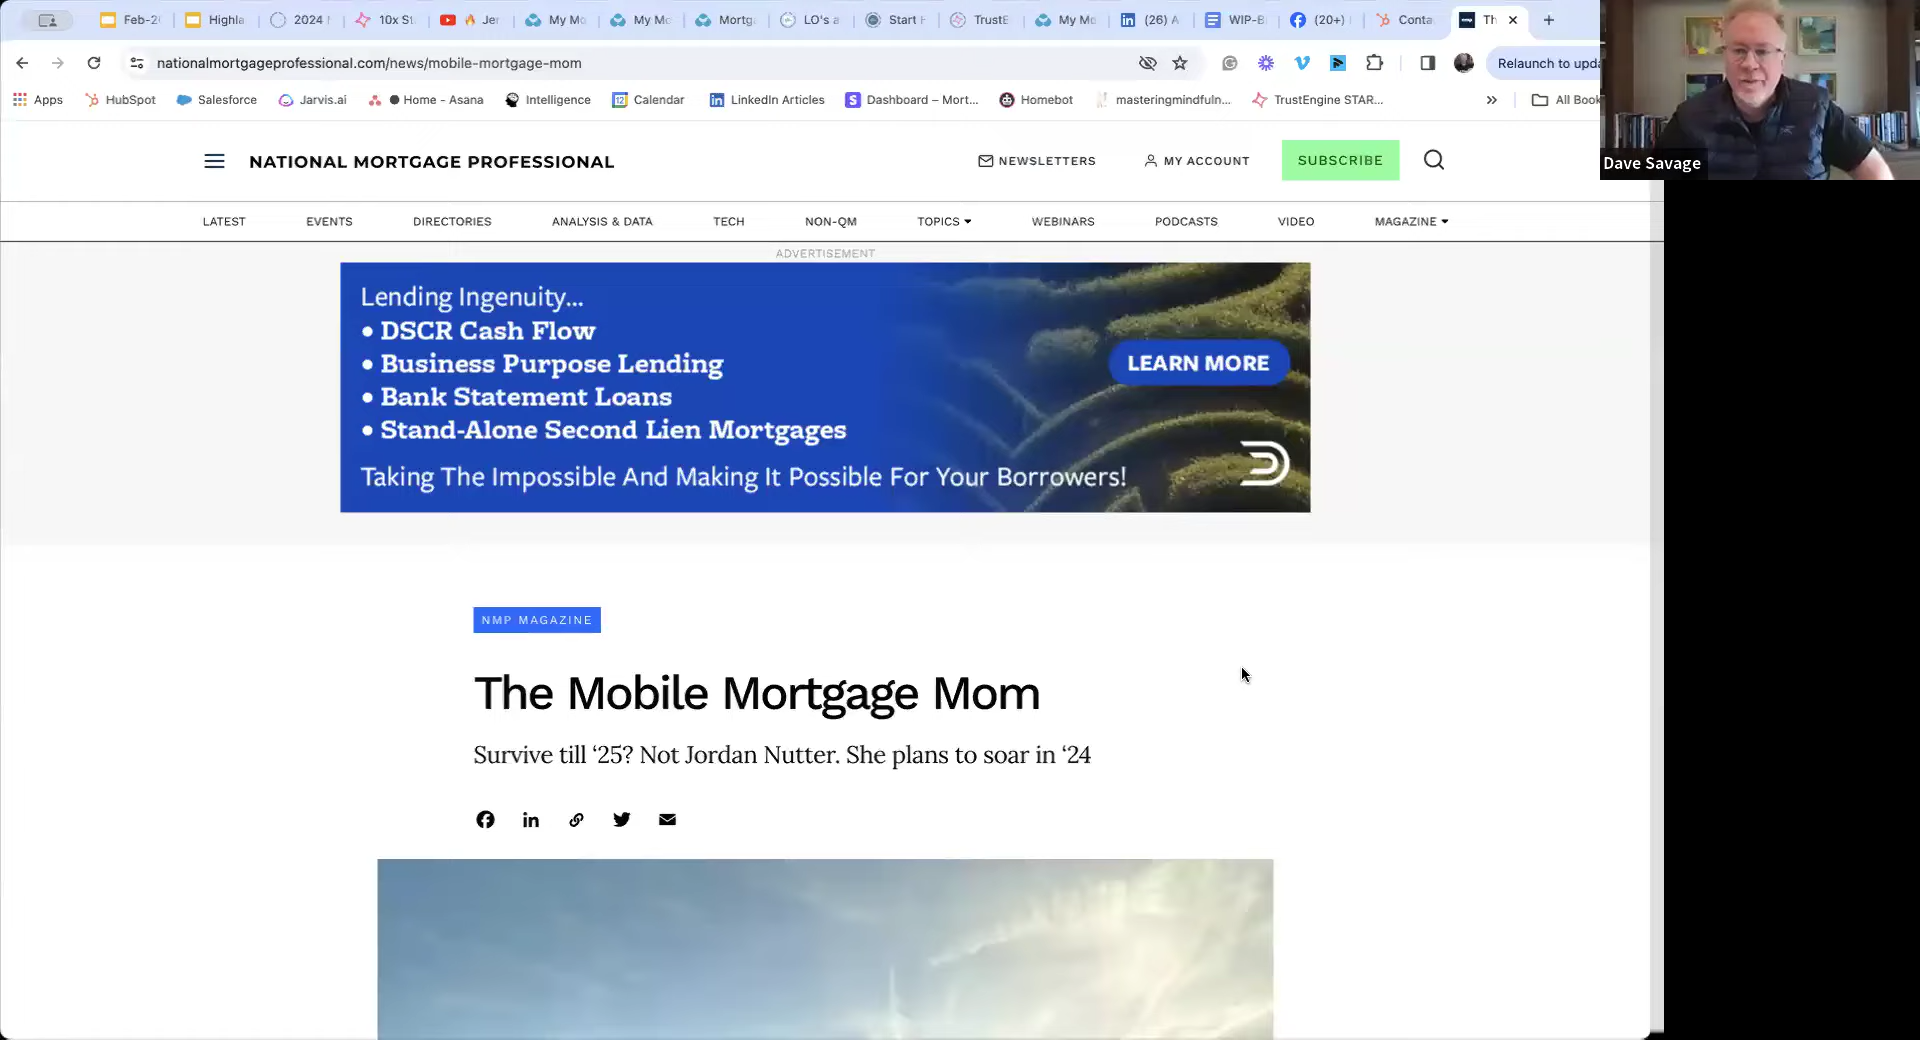 Feb-2
Highla
2024
10x St
🔥 Jer
My Mo
My Mo
Mortg
LO's a
Start
TrustE
My Mo
(26) A
WIP-B
(20+)
Conta
Th
nationalmortgageprofessional.com/news/mobile-mortgage-mom
Relaunch to upda
Apps
HubSpot
Salesforce
Jarvis.ai
Home - Asana
Intelligence
Calendar
LinkedIn Articles
Dashboard – Mort...
Homebot
masteringmindfuln...
TrustEngine STAR...
»
All Book
Dave Savage
NATIONAL MORTGAGE PROFESSIONAL
NEWSLETTERS
MY ACCOUNT
SUBSCRIBE
LATEST
EVENTS
DIRECTORIES
ANALYSIS & DATA
TECH
NON-QM
TOPICS
WEBINARS
PODCASTS
VIDEO
MAGAZINE
ADVERTISEMENT
Lending Ingenuity...
• DSCR Cash Flow
• Business Purpose Lending
• Bank Statement Loans
• Stand-Alone Second Lien Mortgages
LEARN MORE
Taking The Impossible And Making It Possible For Your Borrowers!
NMP MAGAZINE
The Mobile Mortgage Mom
Survive till ‘25? Not Jordan Nutter. She plans to soar in ‘24